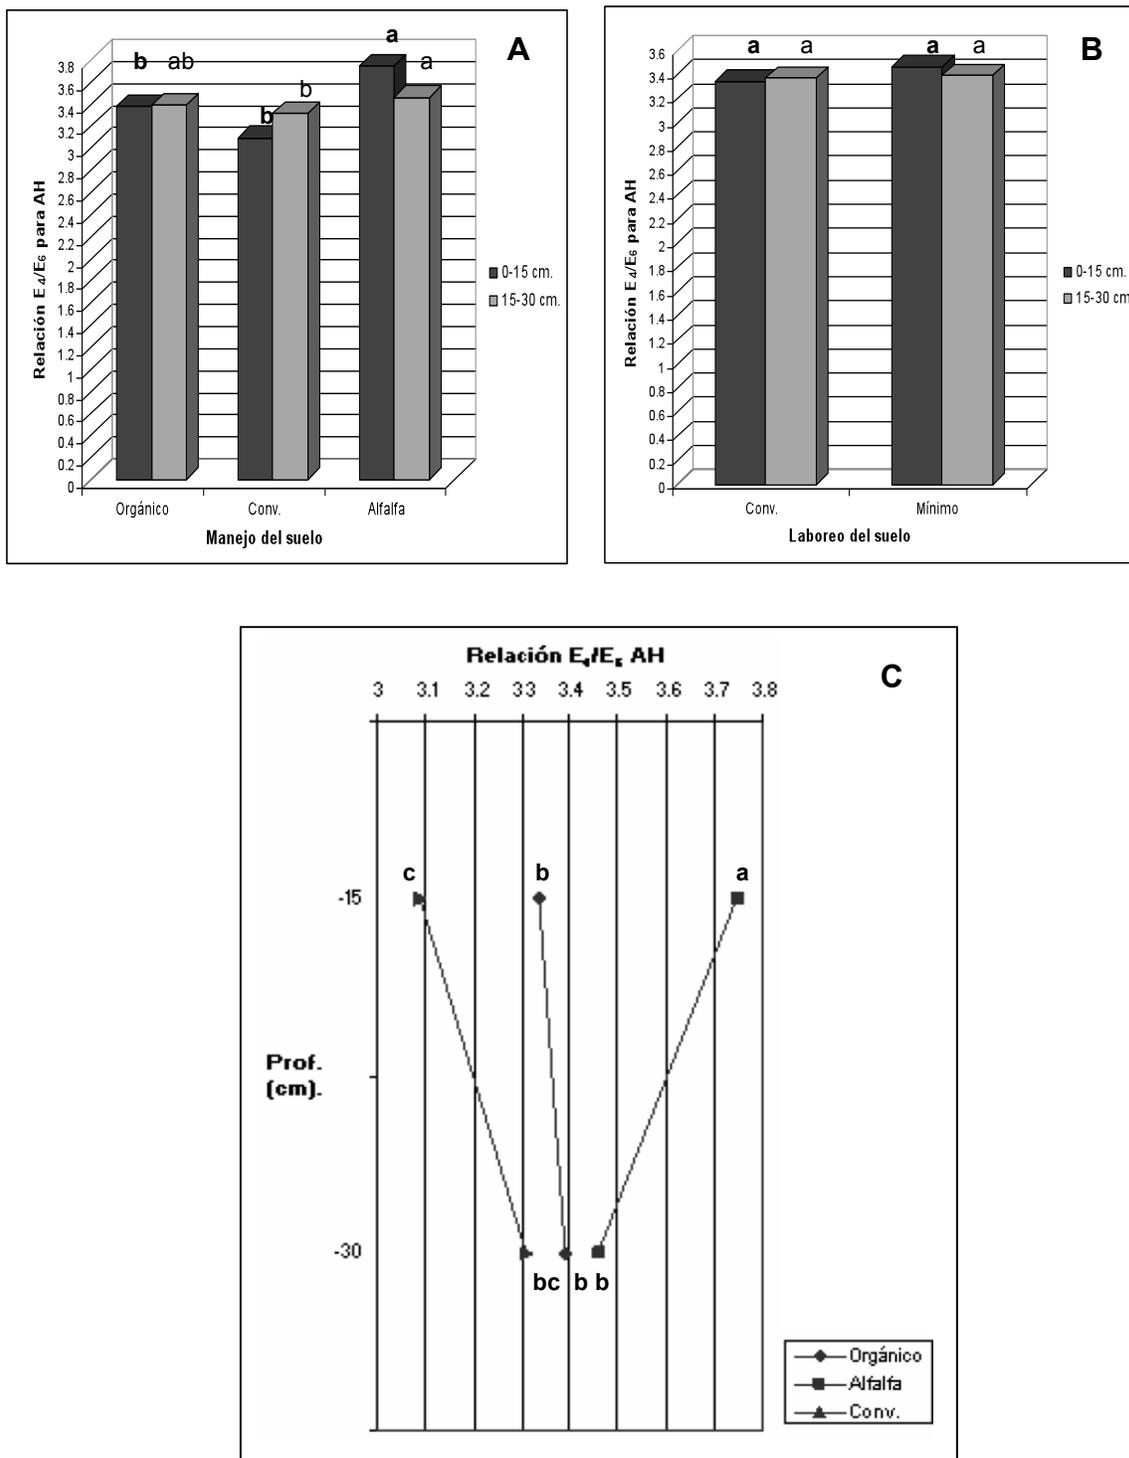 A
a
b ab
a
b
b
3.8
3.6
3.4
3.2
3
2.8
2.6
2.4
2.2
2
1.8
1.6
1.4
1.2
1
0.8
0.6
0.4
0.2
0
Relación E4/E6 para AH
Orgánico Conv. Alfalfa
Manejo del suelo
0-15 cm.
15-30 cm.
B
a a a a
3.6
3.4
3.2
3
2.8
2.6
2.4
2.2
2
1.8
1.6
1.4
1.2
1
0.8
0.6
0.4
0.2
0
Relación E4/E6 para AH
Conv. Mínimo
Laboreo del suelo
0-15 cm.
15-30 cm
Relación E4/E6 AH
C
3 3.1 3.2 33 3.4 3.5 3.6 3.7 3.8
c b a
-15
Prof.
(cm).
-30
bc b b
Orgánico
Alfalfa
Conv.